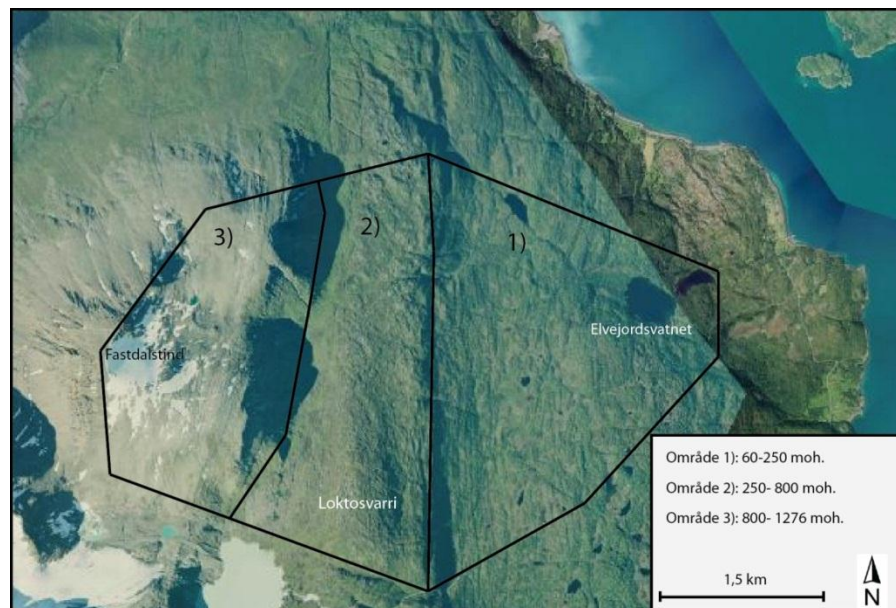 3)
2)
1)
Elvejordsvatnet
Fastdalstind
Loktosvarri
Område 1): 60-250 moh.
Område 2): 250- 800 moh.
Område 3): 800- 1276 moh.
1,5 km
N